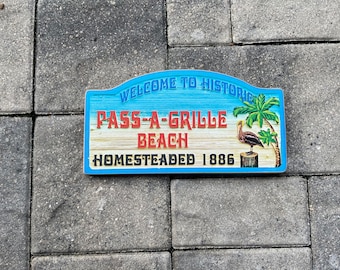 WELCOME TO HISTORIC
PASS-A-GRILLE
BEACH
HOMESTEADED 1886